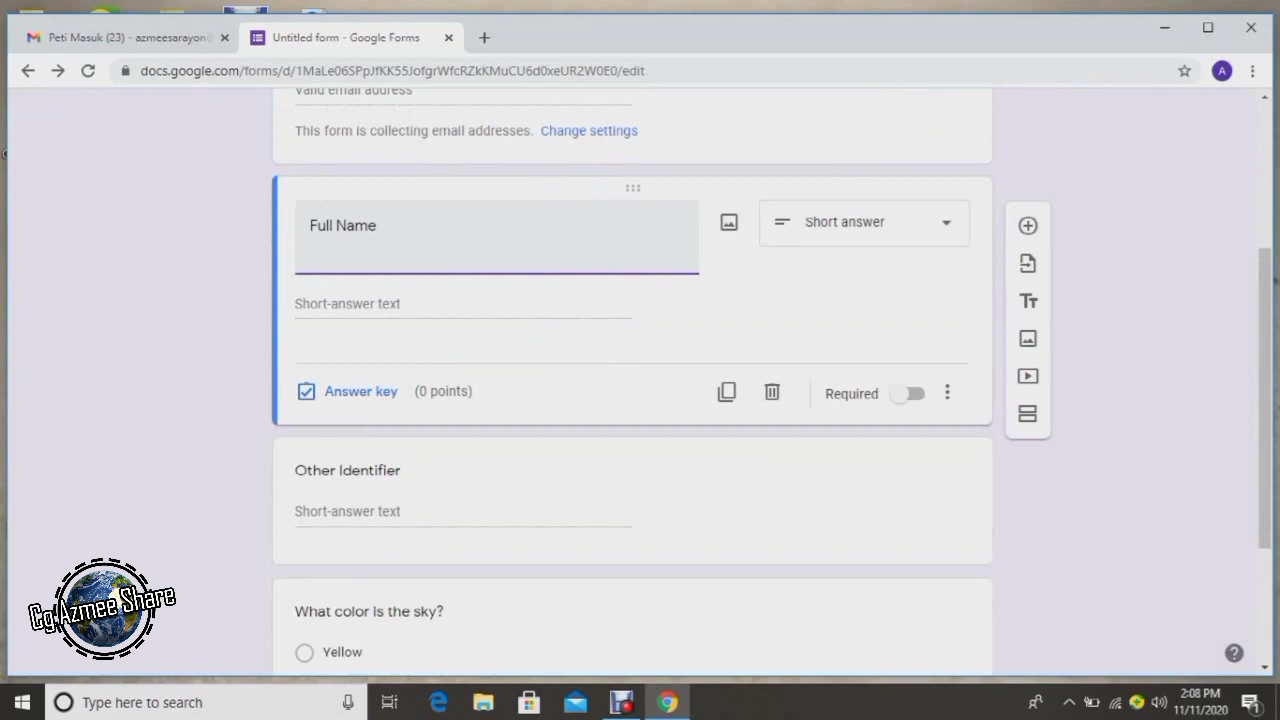 Peti Masuk (23) - azmeesarayon@
Untitled form - Google Forms
docs.google.com/forms/d/1MaLe06SPpJfKK55JofgrWfcRZkKMuCU6d0xeUR2W0E0/edit
A
Valid email address
This form is collecting email addresses. Change settings
Full Name
Short answer
Short-answer text
Answer key (0 points)
Required
Other Identifier
Short-answer text
What color is the sky?
Yellow
Cg Azmee Share
Type here to search
2:08 PM
11/11/2020
1